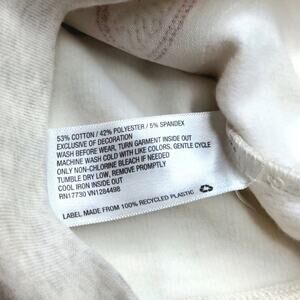 53% COTTON / 42% POLYESTER / 5% SPANDEX
EXCLUSIVE OF DECORATION
WASH BEFORE WEAR, TURN GARMENT INSIDE OUT
MACHINE WASH COLD WITH LIKE COLORS, GENTLE CYCLE
ONLY NON-CHLORINE BLEACH IF NEEDED
TUMBLE DRY LOW, REMOVE PROMPTLY
COOL IRON INSIDE OUT
RN17730 VN1284498
LABEL MADE FROM 100% RECYCLED PLASTIC